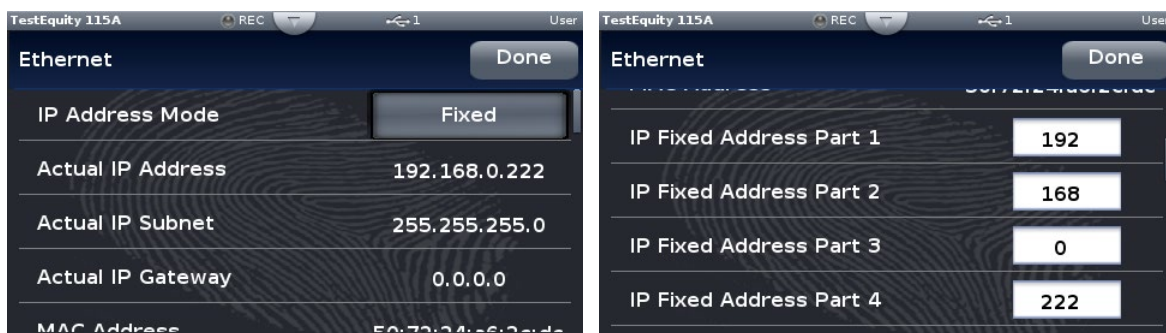 TestEquity 115A REC 1 User
Ethernet Done
IP Address Mode Fixed
Actual IP Address 192.168.0.222
Actual IP Subnet 255.255.255.0
Actual IP Gateway 0.0.0.0
MAC Address
TestEquity 115A REC 1 User
Ethernet Done
IP Fixed Address Part 1 192
IP Fixed Address Part 2 168
IP Fixed Address Part 3 0
IP Fixed Address Part 4 222